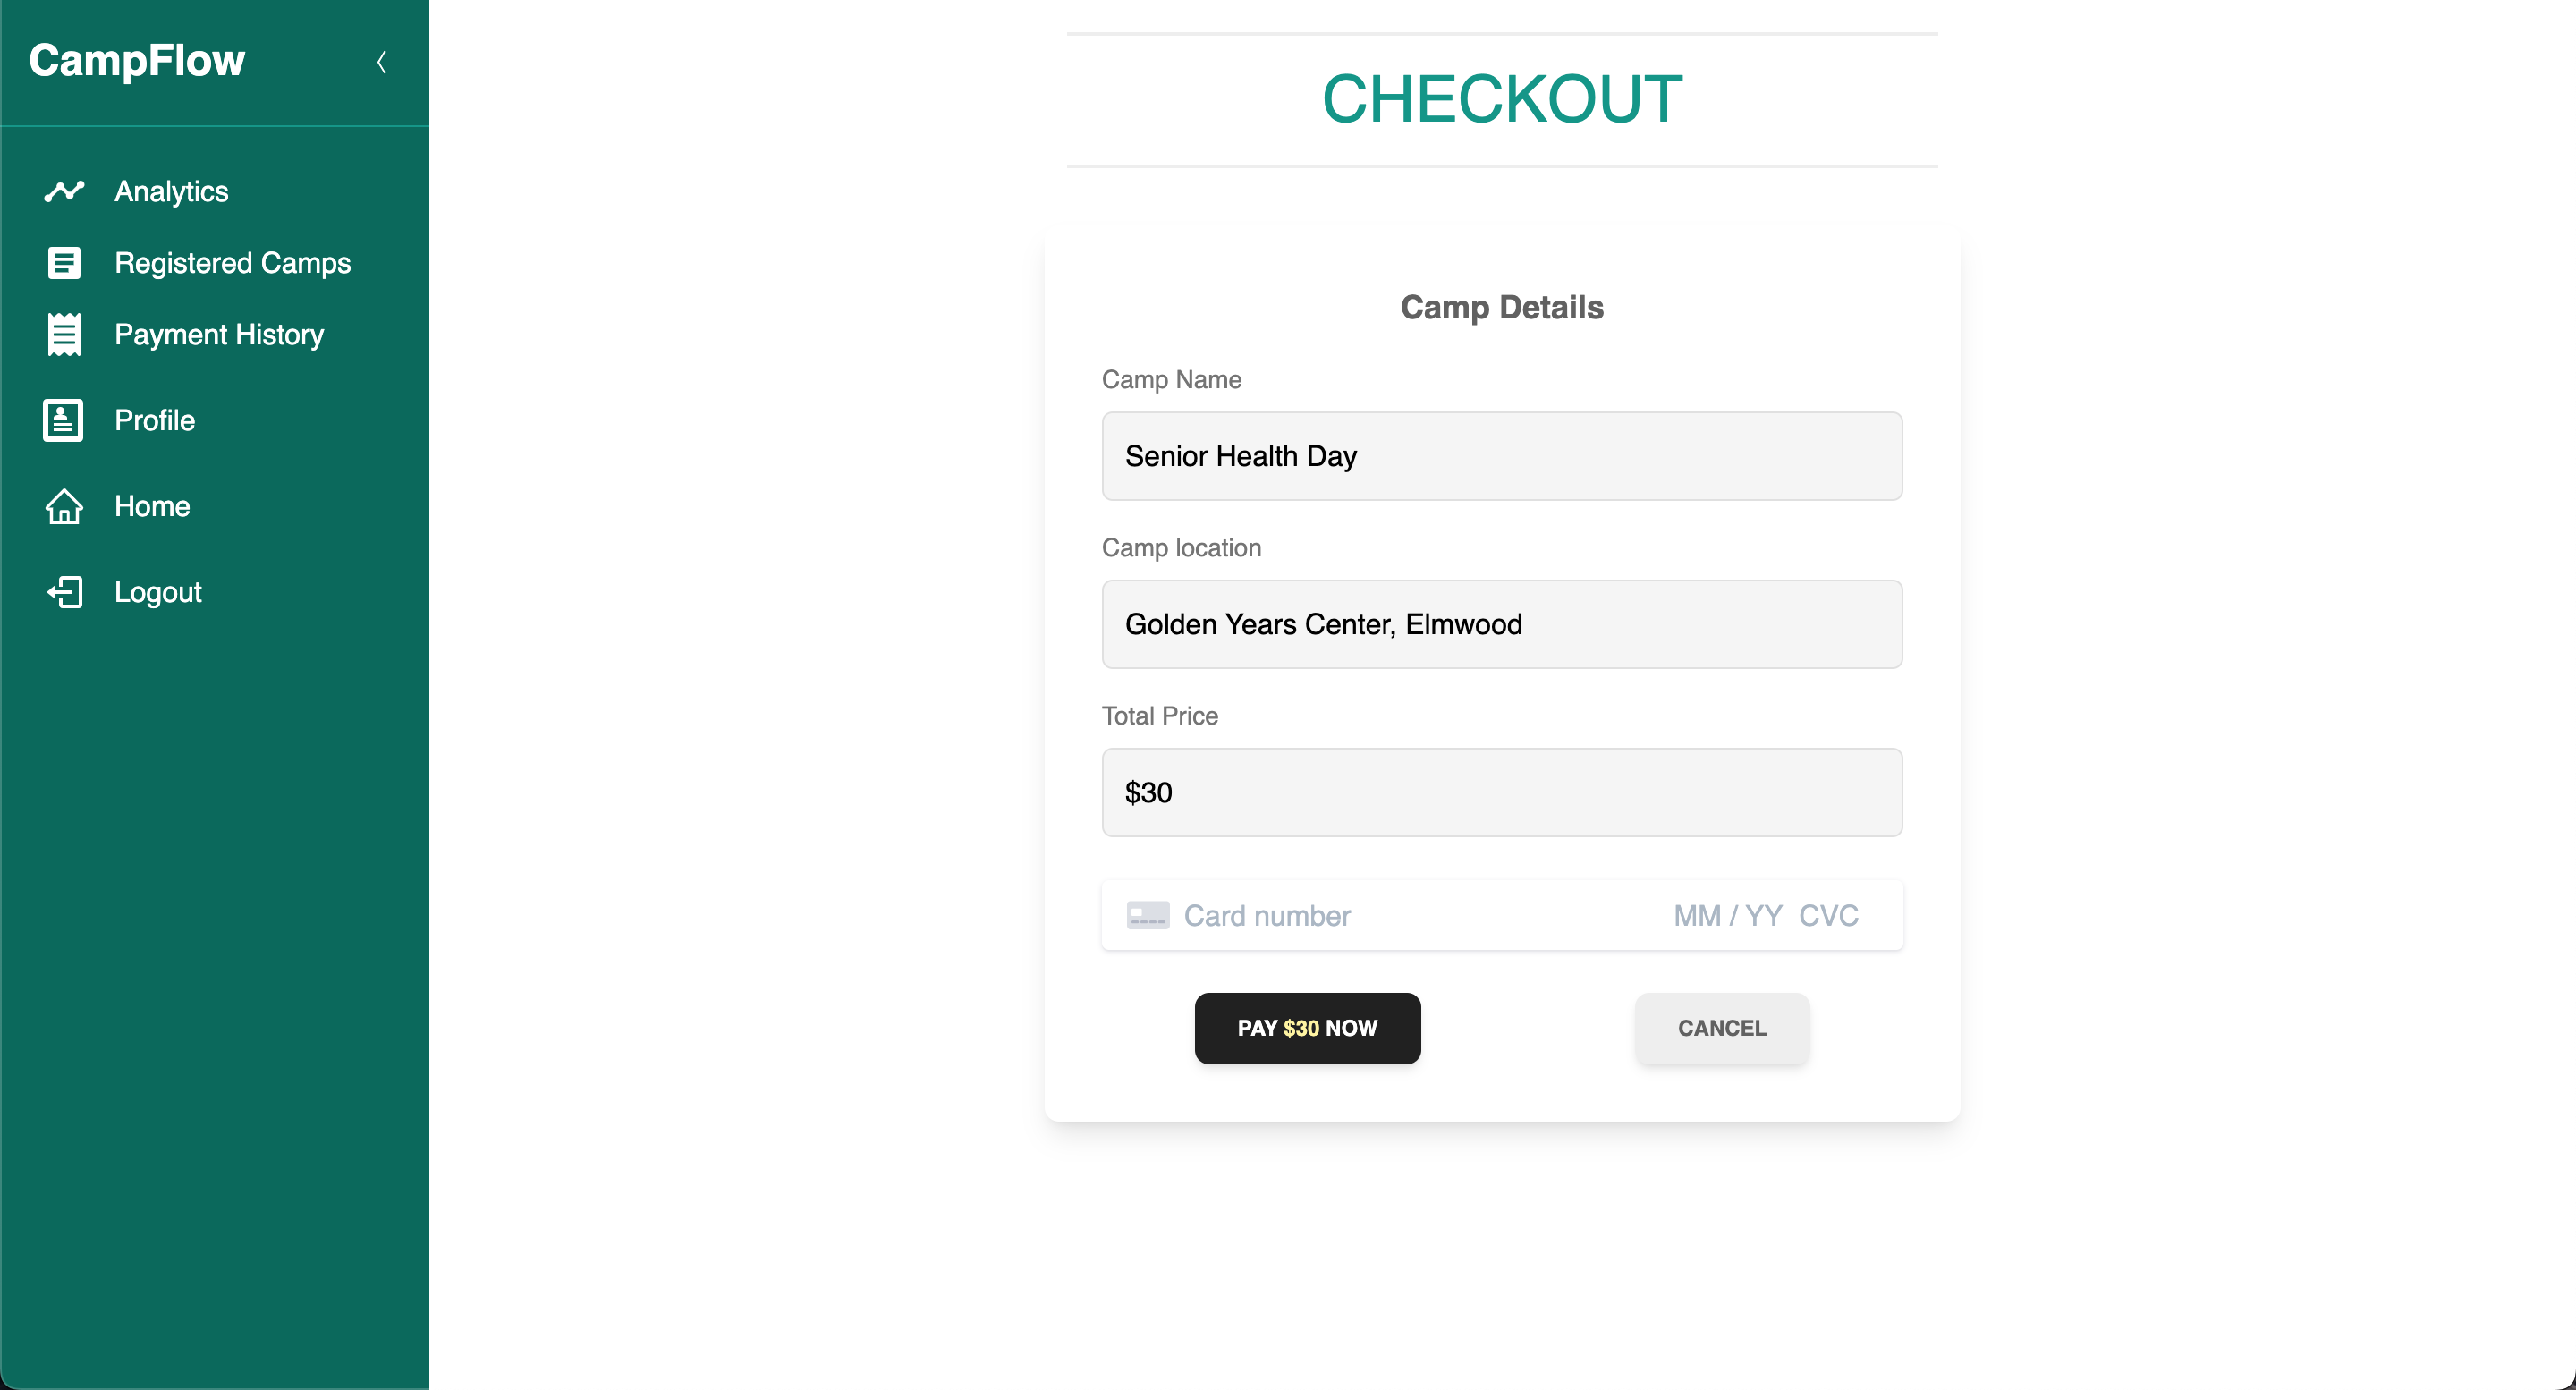 CampFlow
Analytics
Registered Camps
Payment History
Profile
Home
Logout
CHECKOUT
Camp Details
Camp Name
Senior Health Day
Camp location
Golden Years Center, Elmwood
Total Price
$30
Card number MM / YY CVC
PAY $30 NOW CANCEL